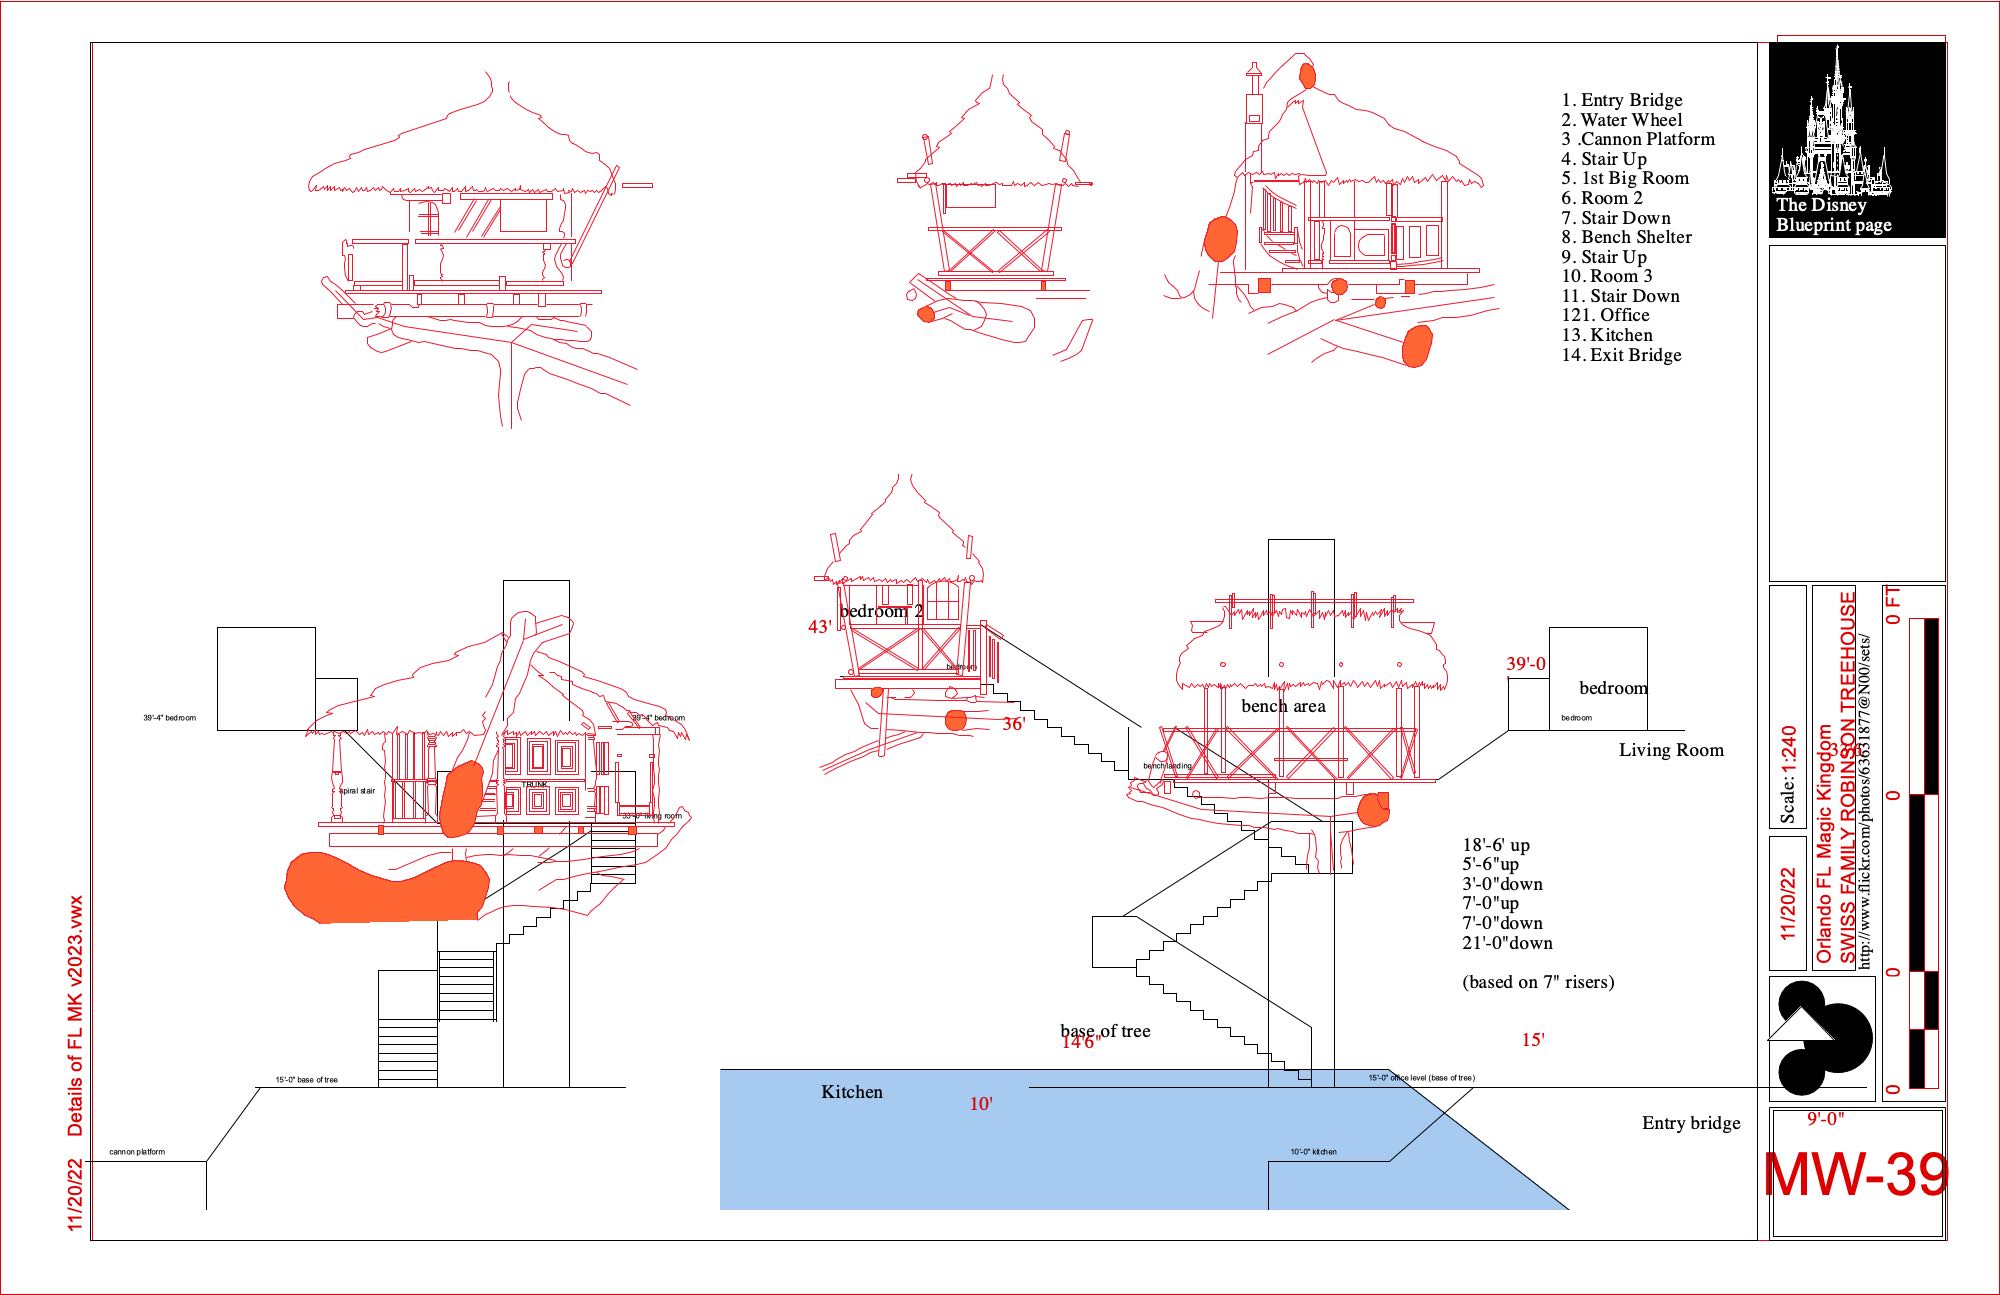 1. Entry Bridge
2. Water Wheel
3 .Cannon Platform
4. Stair Up
5. 1st Big Room
6. Room 2
7. Stair Down
8. Bench Shelter
9. Stair Up
10. Room 3
11. Stair Down
121. Office
13. Kitchen
14. Exit Bridge
The Disney
Blueprint page
bedroom 2
43'
bedroom
36'
bench area
bench landing
39'-0
bedroom
bedroom
Living Room
39'-4" bedroom
39'-4" bedroom
spiral stair
TRUNK
33'-6" living room
18'-6' up
5'-6"up
3'-0"down
7'-0"up
7'-0"down
21'-0"down
(based on 7" risers)
base of tree
14'6"
15'
15'-0" base of tree
15'-0" office level (base of tree)
Kitchen
10'
Entry bridge
9'-0"
cannon platform
10'-0" kitchen
11/20/22 Details of FL MK v2023.vwx
Scale: 1:240
11/20/22
Orlando FL Magic Kingdom
SWISS FAMILY ROBINSON TREEHOUSE
http://www.flickr.com/photos/63631877@N00/sets/
0 FT
0
0
0
MW-39